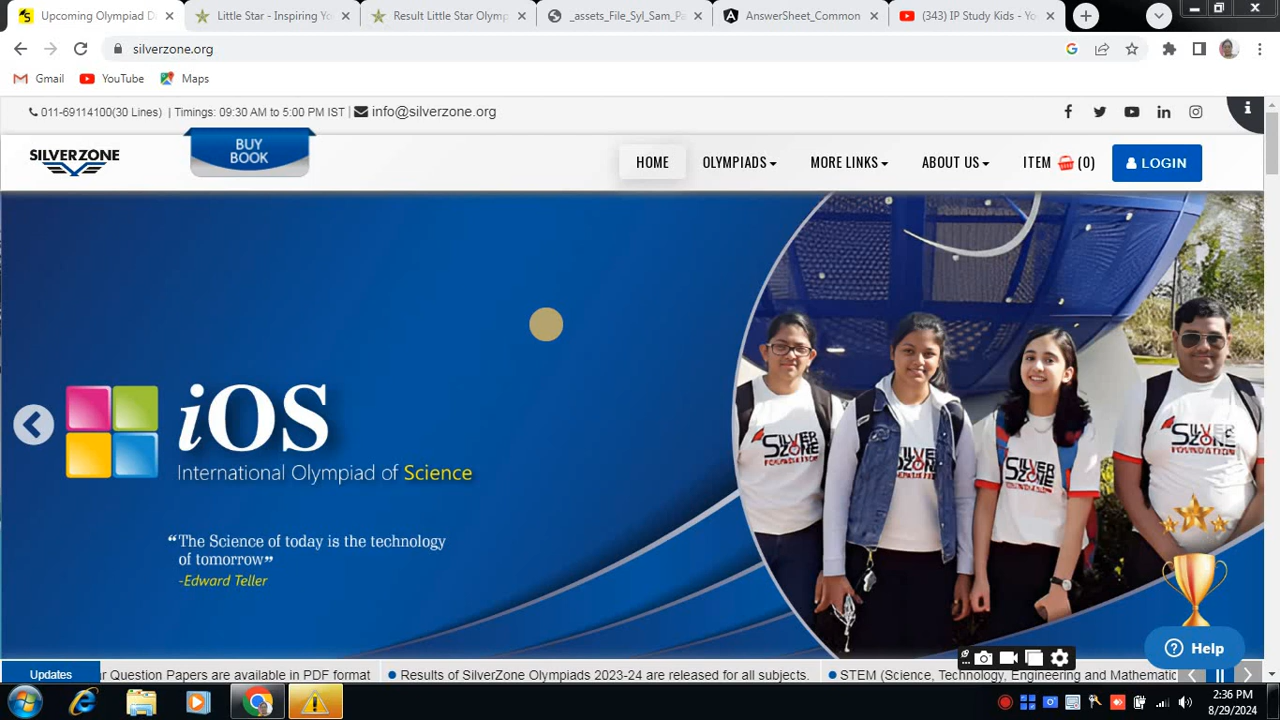 Upcoming Olympiad D
Little Star - Inspiring Yo
Result Little Star Olym
_assets_File_Syl_Sam_Pa
AnswerSheet_Common
(343) IP Study Kids - Yo
silverzone.org
Gmail
YouTube
Maps
011-69114100(30 Lines) | Timings: 09:30 AM to 5:00 PM IST | info@silverzone.org
SILVERZONE
BUY
BOOK
HOME
OLYMPIADS
MORE LINKS
ABOUT US
ITEM (0)
LOGIN
iOS
International Olympiad of Science
“The Science of today is the technology
of tomorrow”
-Edward Teller
SILVER
ZONE
FOUNDATION
SILVER
ZONE
FOUNDATION
SILVER
ZONE
FOUNDATION
Help
Updates
r Question Papers are available in PDF format
Results of SilverZone Olympiads 2023-24 are released for all subjects.
STEM (Science, Technology, Engineering and Mathematic
2:36 PM
8/29/2024